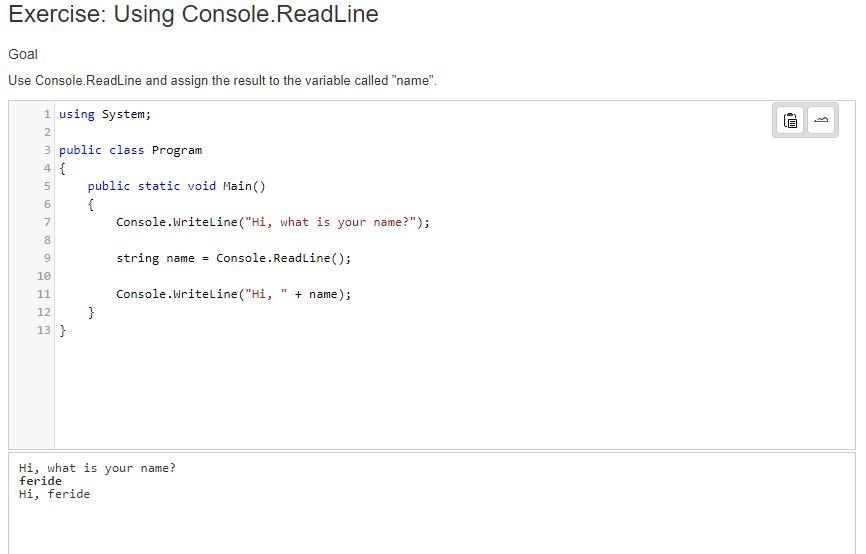 Exercise: Using Console.ReadLine
Goal
Use Console.ReadLine and assign the result to the variable called "name".
1 using System;
2
3 public class Program
4 {
5 public static void Main()
6 {
7 Console.WriteLine("Hi, what is your name?");
8
9 string name = Console.ReadLine();
10
11 Console.WriteLine("Hi, " + name);
12 }
13 }
Hi, what is your name?
feride
Hi, feride